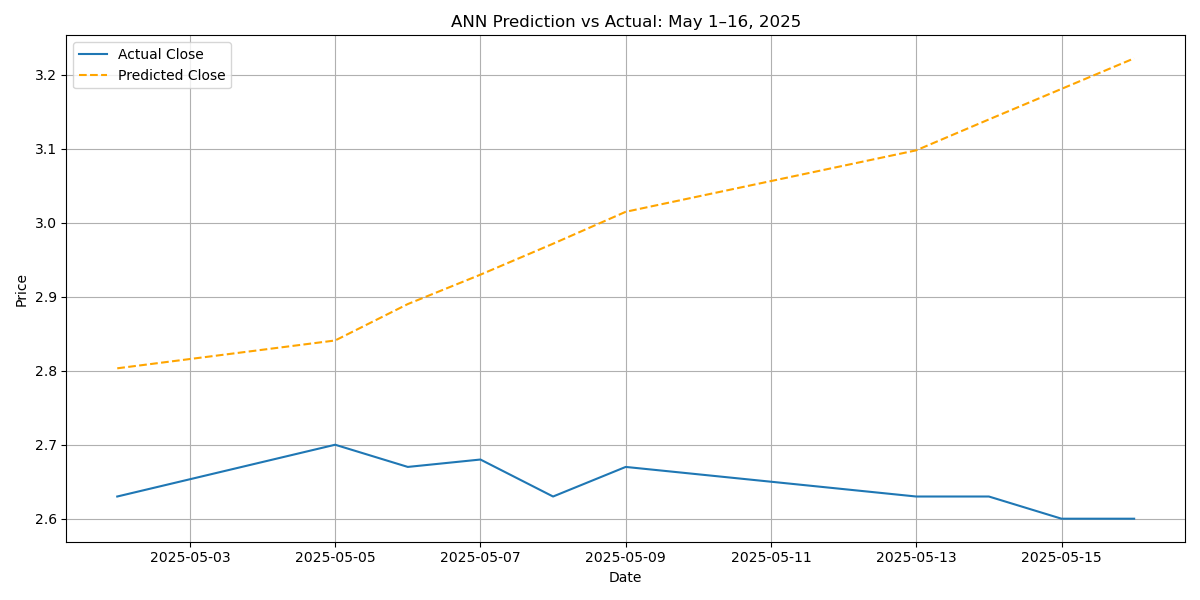 ANN Prediction vs Actual: May 1–16, 2025
Actual Close
Predicted Close
Price
3.2
3.1
3.0
2.9
2.8
2.7
2.6
2025-05-03
2025-05-05
2025-05-07
2025-05-09
2025-05-11
2025-05-13
2025-05-15
Date